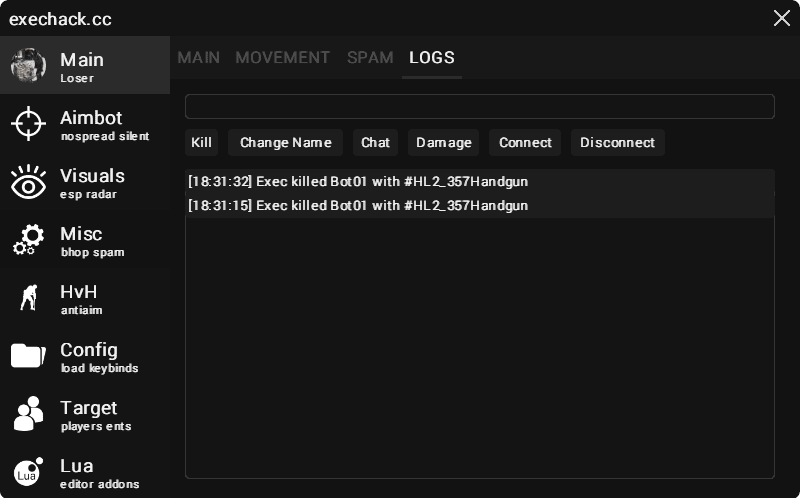 exechack.cc
Main
Loser
Aimbot
nospread silent
Visuals
esp radar
Misc
bhop spam
HvH
antiaim
Config
load keybinds
Target
players ents
Lua
Lua
editor addons
MAIN MOVEMENT SPAM LOGS
Kill Change Name Chat Damage Connect Disconnect
[18:31:32] Exec killed Bot01 with #HL2_357Handgun
[18:31:15] Exec killed Bot01 with #HL2_357Handgun